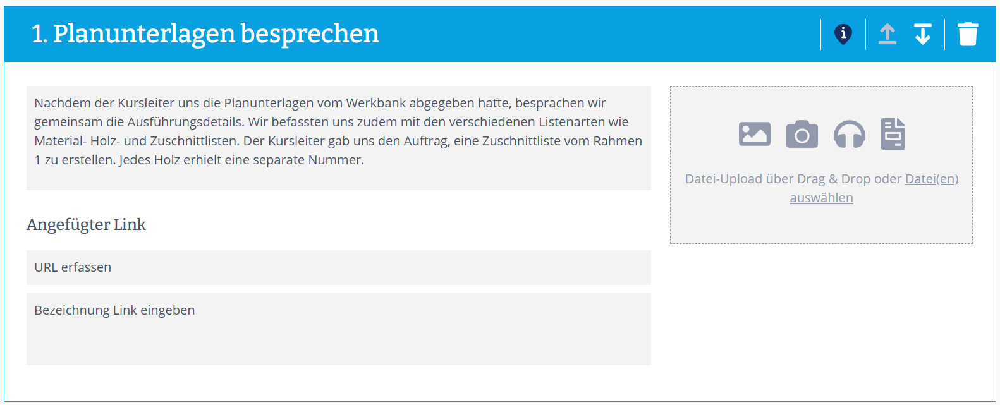 1. Planunterlagen besprechen
Nachdem der Kursleiter uns die Planunterlagen vom Werkbank abgegeben hatte, besprachen wir
gemeinsam die Ausführungsdetails. Wir befassten uns zudem mit den verschiedenen Listenarten wie
Material- Holz- und Zuschnittlisten. Der Kursleiter gab uns den Auftrag, eine Zuschnittliste vom Rahmen
1 zu erstellen. Jedes Holz erhielt eine separate Nummer.
Datei-Upload über Drag & Drop oder Datei(en)
auswählen
Angefügter Link
URL erfassen
Bezeichnung Link eingeben